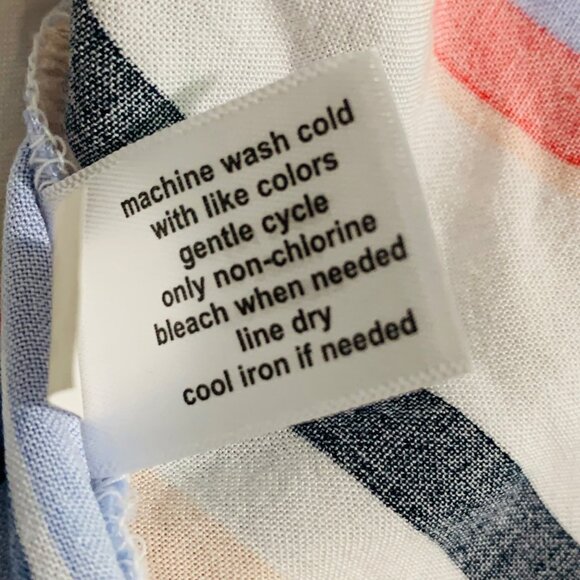 machine wash cold
with like colors
gentle cycle
only non-chlorine
bleach when needed
line dry
cool iron if needed